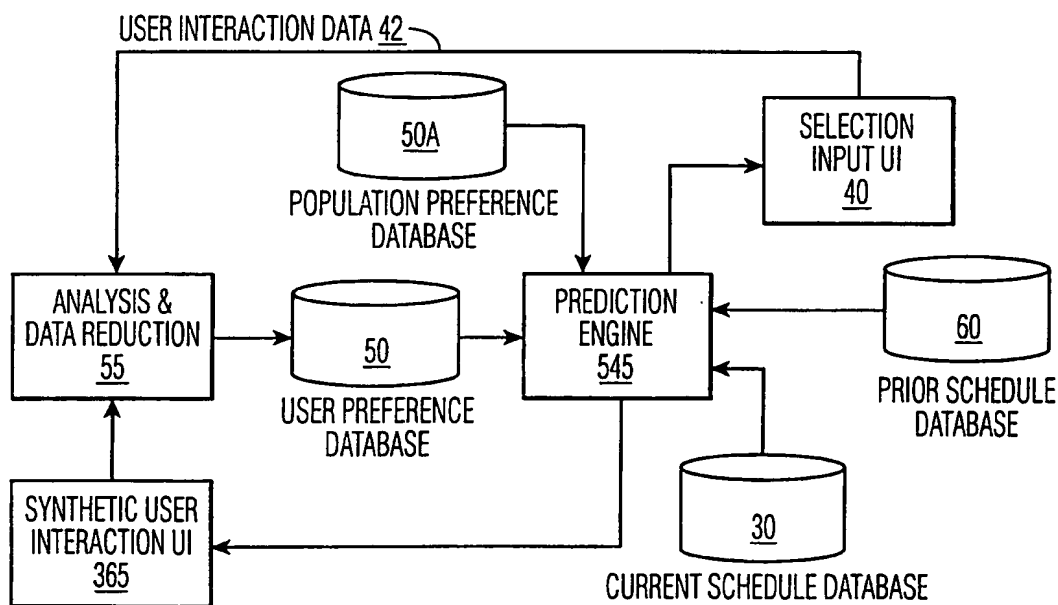 USER INTERACTION DATA 42
50A
POPULATION PREFERENCE
DATABASE
SELECTION
INPUT UI
40
ANALYSIS &
DATA REDUCTION
55
50
USER PREFERENCE
DATABASE
PREDICTION
ENGINE
545
60
PRIOR SCHEDULE
DATABASE
SYNTHETIC USER
INTERACTION UI
365
30
CURRENT SCHEDULE DATABASE